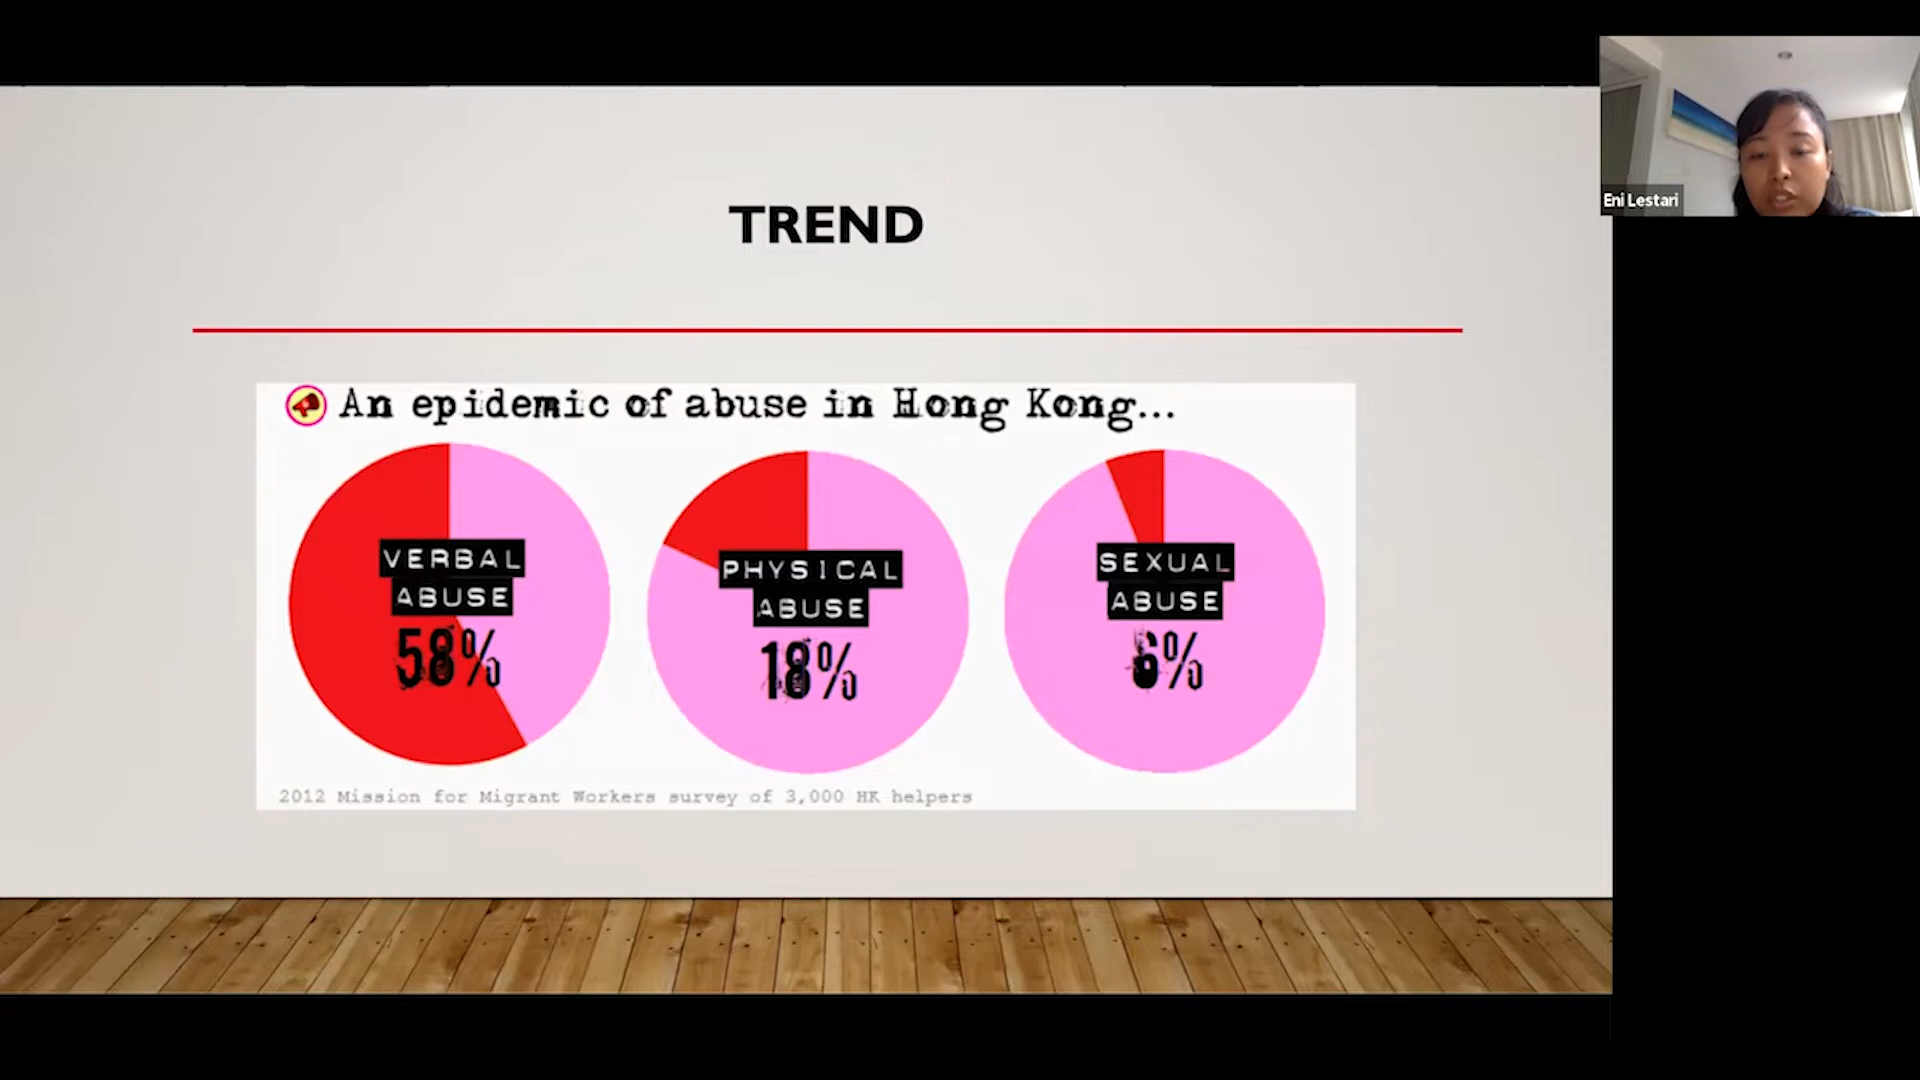 Eni Lestari
TREND
An epidemic of abuse in Hong Kong...
VERBAL
ABUSE
58%
PHYSICAL
ABUSE
18%
SEXUAL
ABUSE
6%
2012 Mission for Migrant Workers survey of 3,000 HK helpers